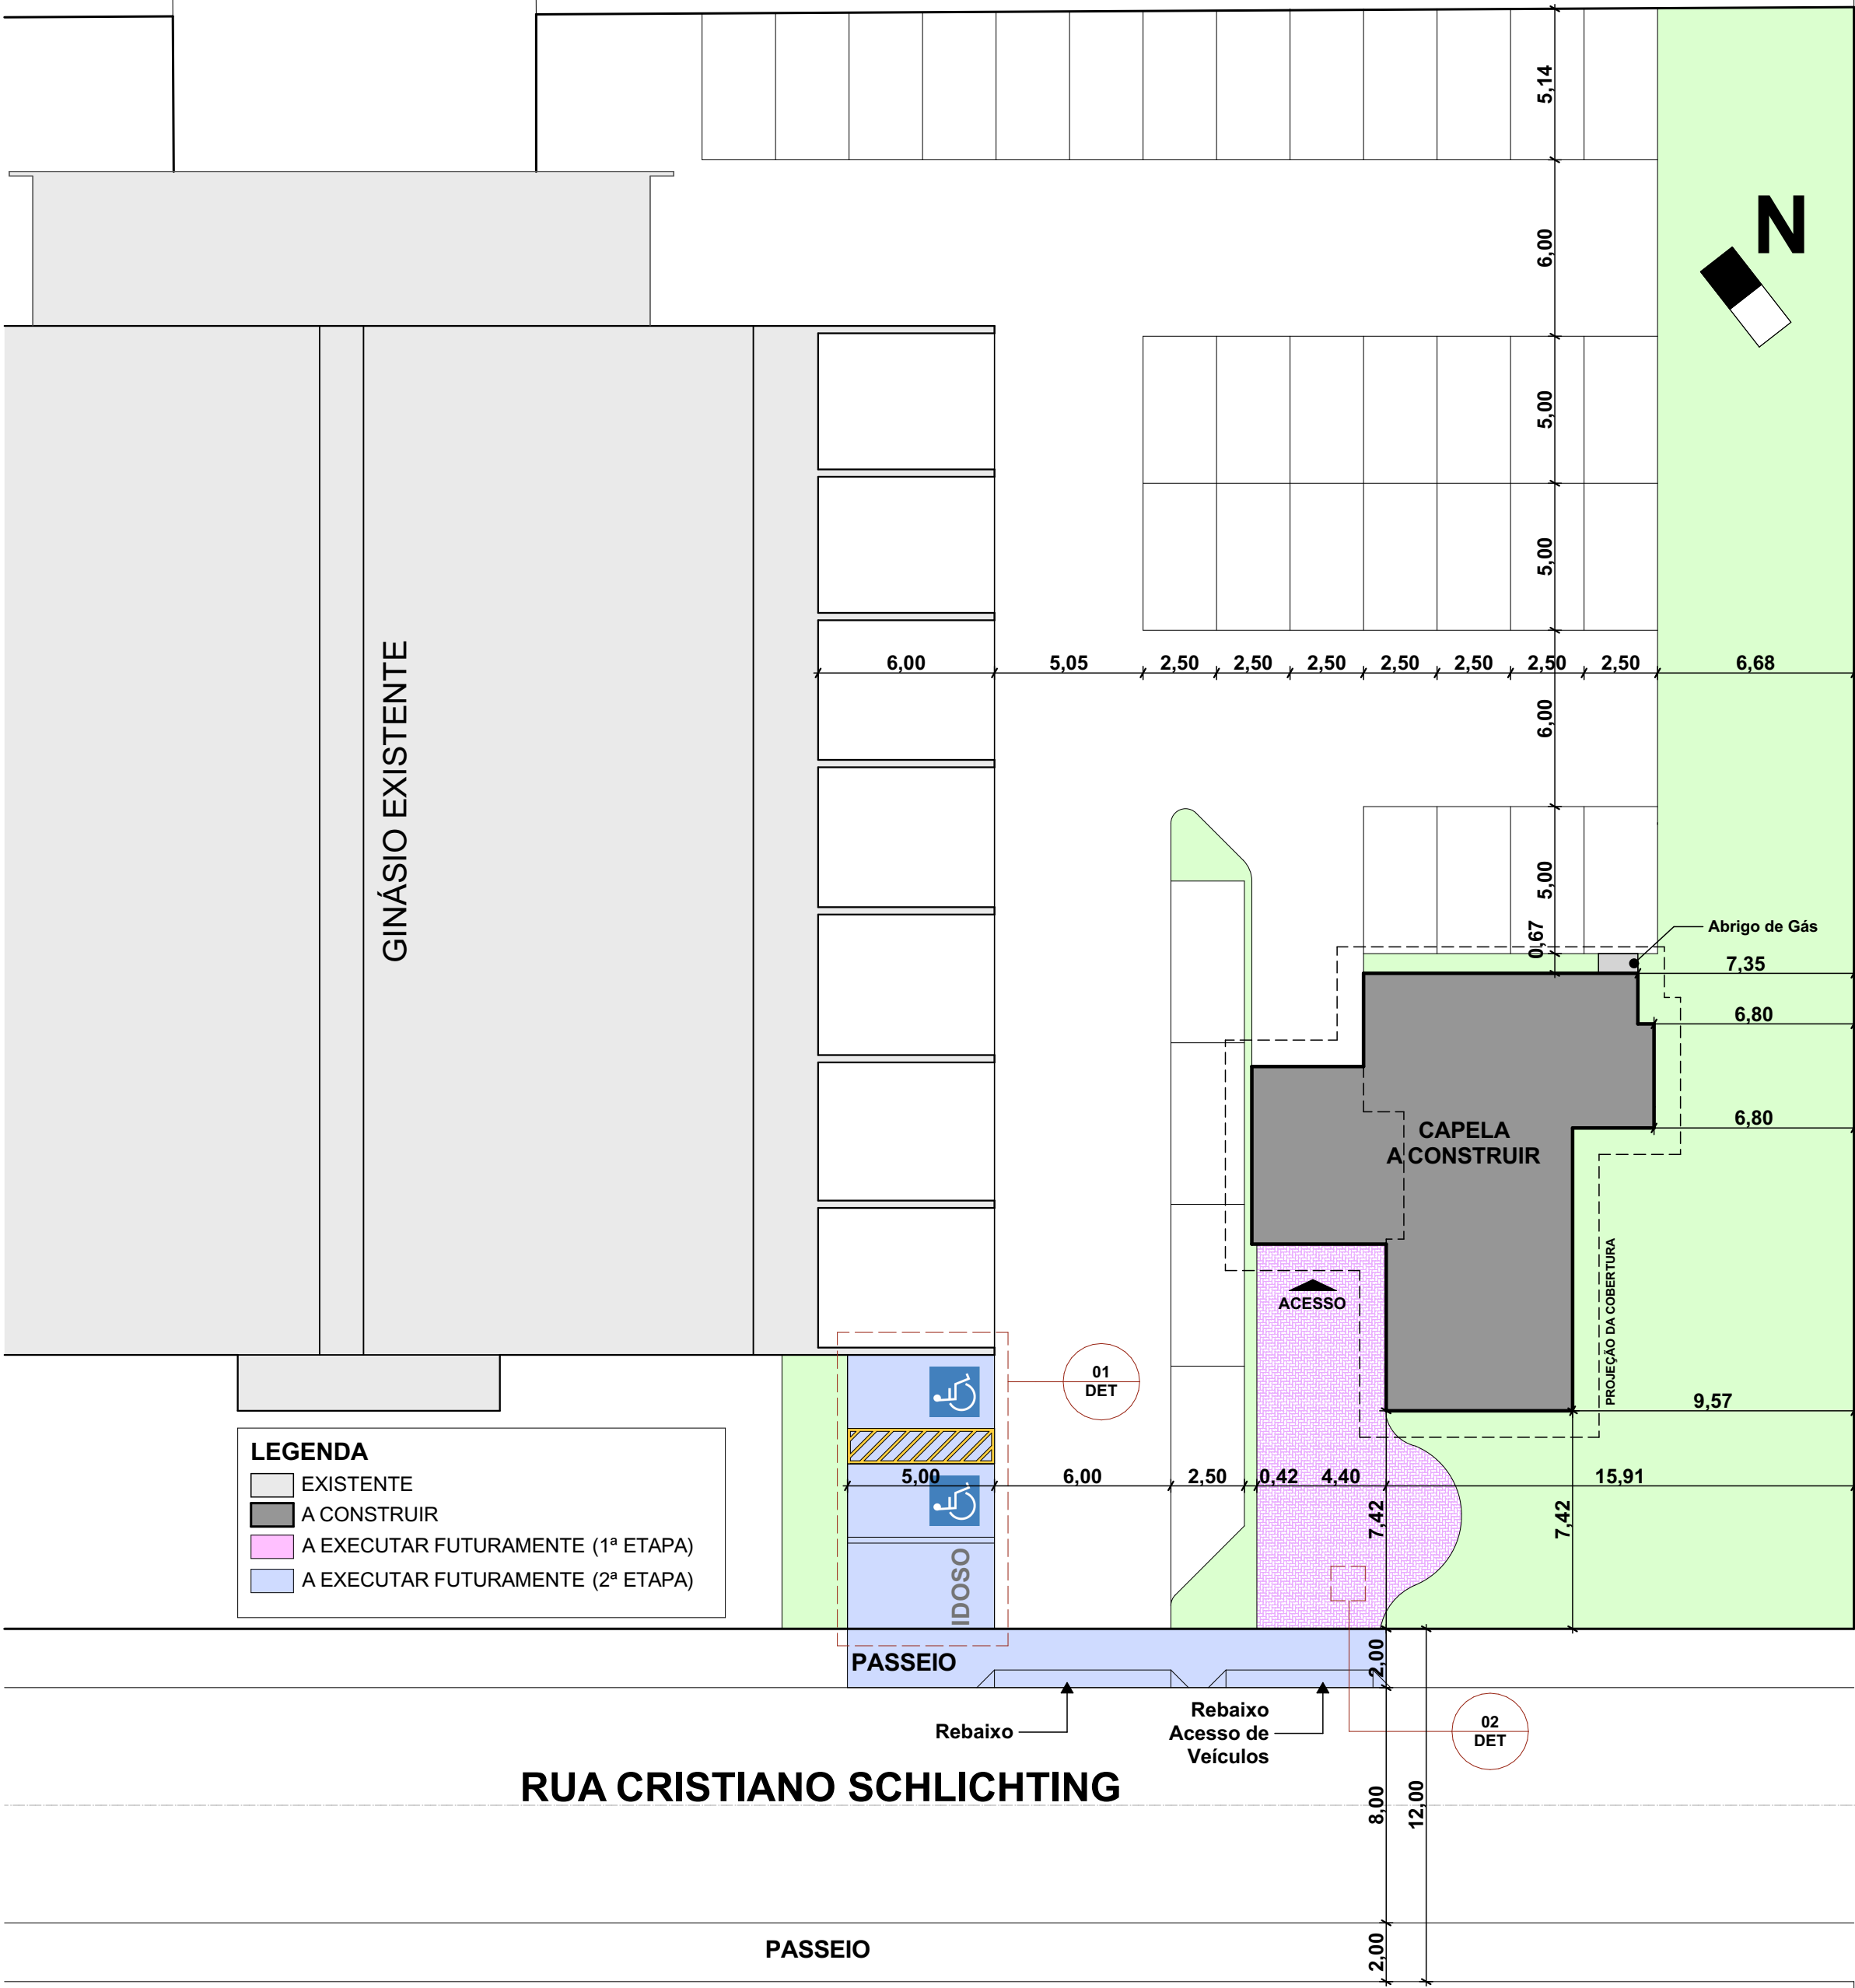 5,14
N
6,00
5,00
5,00
GINÁSIO EXISTENTE
6,00
5,05
2,50
2,50
2,50
2,50
2,50
2,50
2,50
6,68
6,00
5,00
0,67
Abrigo de Gás
7,35
6,80
6,80
CAPELA
A CONSTRUIR
PROJEÇÃO DA COBERTURA
ACESSO
01
DET
9,57
LEGENDA
EXISTENTE
A CONSTRUIR
A EXECUTAR FUTURAMENTE (1ª ETAPA)
A EXECUTAR FUTURAMENTE (2ª ETAPA)
5,00
6,00
2,50
0,42
4,40
15,91
7,42
7,42
IDOSO
PASSEIO
2,00
Rebaixo
Rebaixo
Acesso de
Veículos
02
DET
RUA CRISTIANO SCHLICHTING
8,00
12,00
PASSEIO
2,00